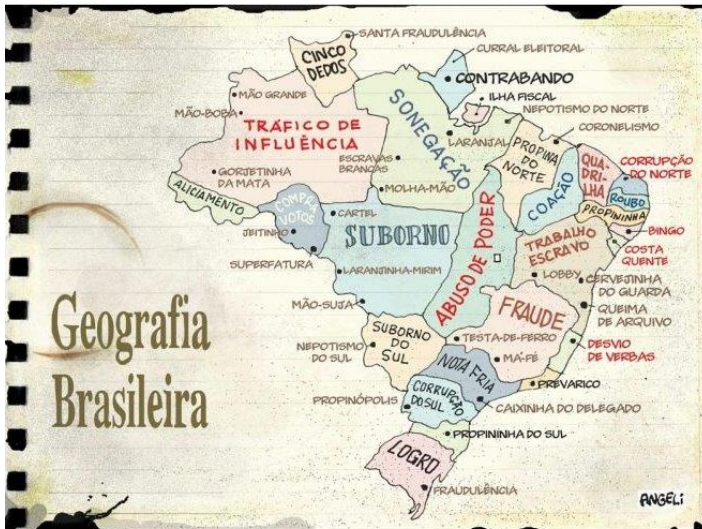 SANTA FRAUDULÊNCIA
CINCO
DEDOS
CURRAL ELEITORAL
CONTRABANDO
ILHA FISCAL
NEPOTISMO DO NORTE
CORONELISMO
MÃO GRANDE
MÃO-BOBA
TRÁFICO DE
INFLUÊNCIA
SONEGAÇÃO
LARANJAL
PROPINA
DO
NORTE
QUA-
DRI-
LHA
CORRUPÇÃO
DO NORTE
ESCRAVAS
BRANCAS
GORJETINHA
DA MATA
MOLHA-MÃO
COAÇÃO
ROUBO
PROPININHA
ALICIAMENTO
COMPRA
VOTOS
CARTEL
BINGO
JEITINHO
SUBORNO
ABUSO DE PODER
TRABALHO
ESCRAVO
COSTA
QUENTE
SUPERFATURA
LARANJINHA-MIRIM
LOBBY
CERVEJINHA
DO GUARDA
MÃO-SUJA
FRAUDE
QUEIMA
DE ARQUIVO
Geografia
Brasileira
SUBORNO
DO
SUL
NEPOTISMO
DO SUL
TESTA-DE-FERRO
MÁ-FÉ
DESVIO
DE VERBAS
NOTA FRIA
PREVARICO
PROPINÓPOLIS
CORRUPÇÃO
DO SUL
CAIXINHA DO DELEGADO
PROPININHA DO SUL
LOGRO
FRAUDULÊNCIA
ANGELI